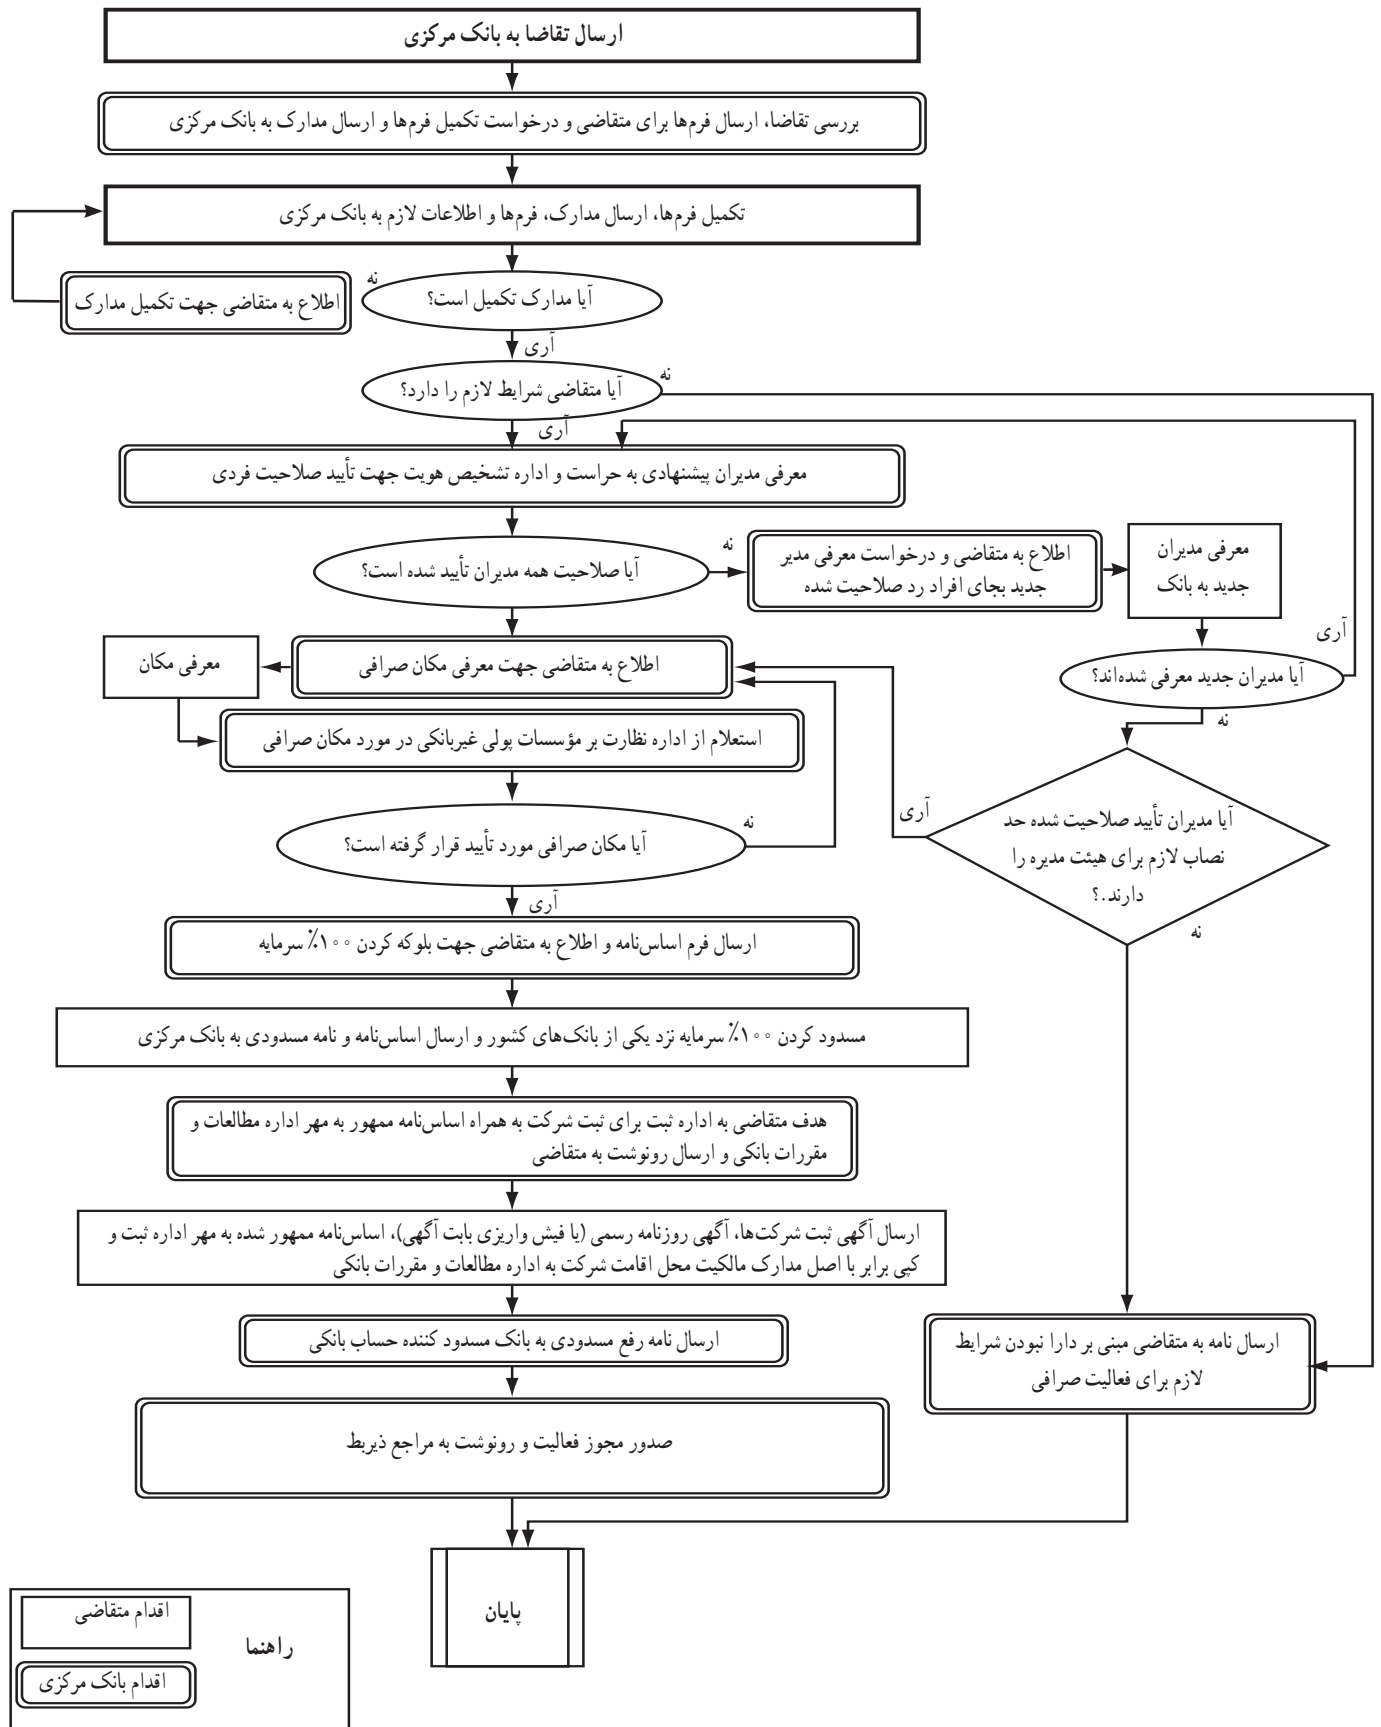 ارسال تقاضا به بانک مرکزی
بررسی تقاضا، ارسال فرم‌ها برای متقاضی و درخواست تکمیل فرم‌ها و ارسال مدارک به بانک مرکزی
تکمیل فرم‌ها، ارسال مدارک، فرم‌ها و اطلاعات لازم به بانک مرکزی
آیا مدارک تکمیل است؟
نه
اطلاع به متقاضی جهت تکمیل مدارک
آری
آیا متقاضی شرایط لازم را دارد؟
نه
آری
معرفی مدیران پیشنهادی به حراست و اداره تشخیص هویت جهت تأیید صلاحیت فردی
آیا صلاحیت همه مدیران تأیید شده است؟
نه
اطلاع به متقاضی و درخواست معرفی مدیر
جدید بجای افراد رد صلاحیت شده
معرفی مدیران
جدید به بانک
آری
آیا مدیران جدید معرفی شده‌اند؟
نه
اطلاع به متقاضی جهت معرفی مکان صرافی
معرفی مکان
استعلام از اداره نظارت بر مؤسسات پولی غیربانکی در مورد مکان صرافی
آیا مکان صرافی مورد تأیید قرار گرفته است؟
نه
آری
آری
آیا مدیران تأیید صلاحیت شده حد
نصاب لازم برای هیئت مدیره را
دارند.؟
نه
ارسال فرم اساس‌نامه و اطلاع به متقاضی جهت بلوکه کردن ۱۰۰٪ سرمایه
مسدود کردن ۱۰۰٪ سرمایه نزد یکی از بانک‌های کشور و ارسال اساس‌نامه و نامه مسدودی به بانک مرکزی
هدف متقاضی به اداره ثبت برای ثبت شرکت به همراه اساس‌نامه ممهور به مهر اداره مطالعات و
مقررات بانکی و ارسال رونوشت به متقاضی
ارسال آگهی ثبت شرکت‌ها، آگهی روزنامه رسمی (یا فیش واریزی بابت آگهی)، اساس‌نامه ممهور شده به مهر اداره ثبت و
کپی برابر با اصل مدارک مالکیت محل اقامت شرکت به اداره مطالعات و مقررات بانکی
ارسال نامه رفع مسدودی به بانک مسدود کننده حساب بانکی
ارسال نامه به متقاضی مبنی بر دارا نبودن شرایط
لازم برای فعالیت صرافی
صدور مجوز فعالیت و رونوشت به مراجع ذیربط
پایان
راهنما
اقدام متقاضی
اقدام بانک مرکزی